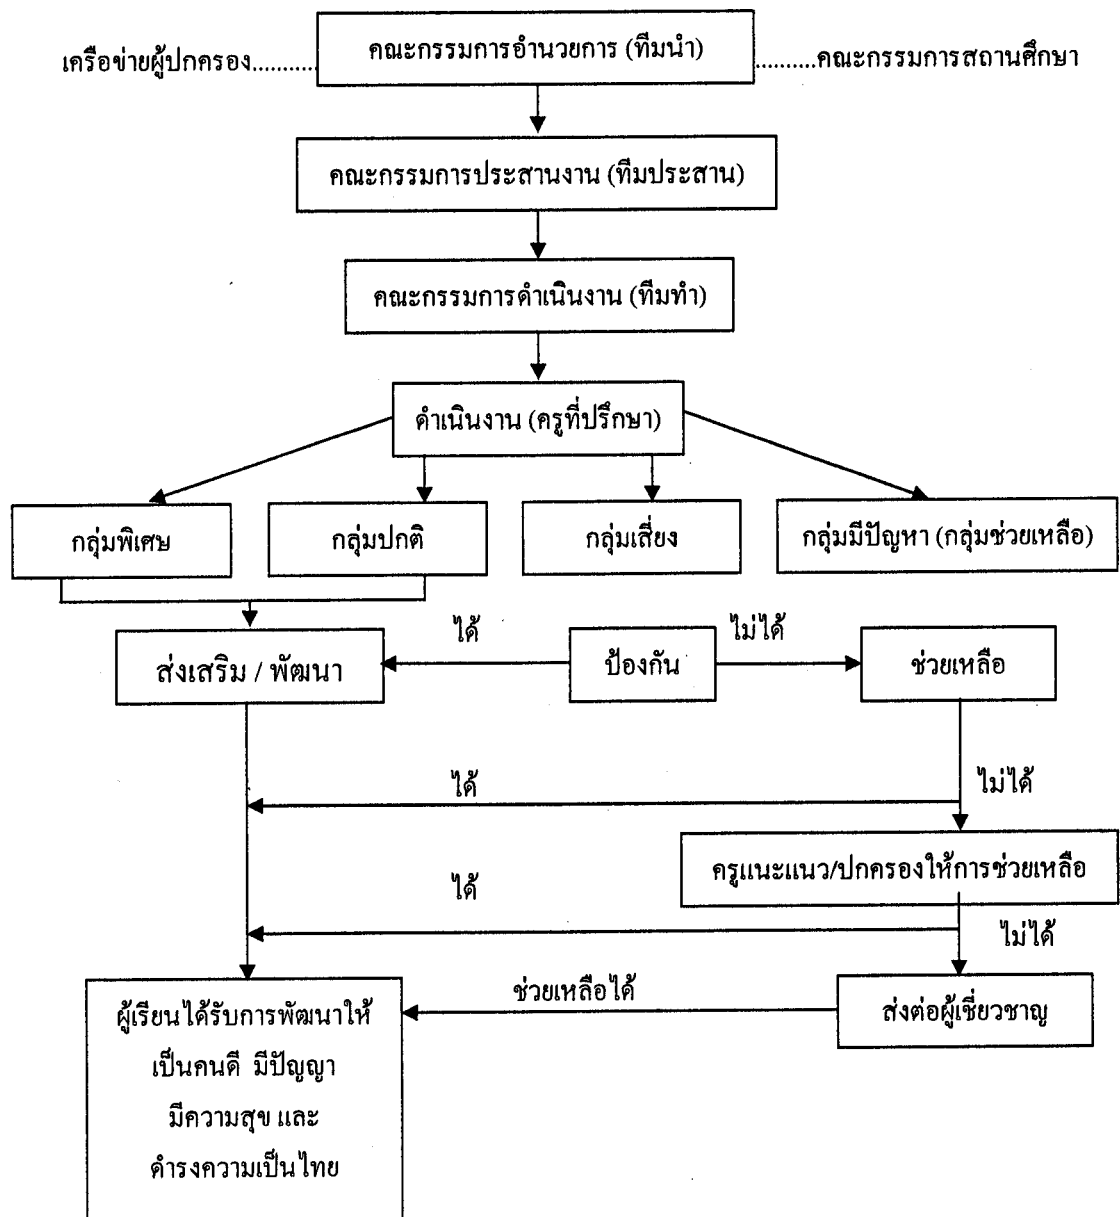 คณะกรรมการอำนวยการ (ทีมนำ)
เครือข่ายผู้ปกครอง...........
..........คณะกรรมการสถานศึกษา
คณะกรรมการประสานงาน (ทีมประสาน)
คณะกรรมการดำเนินงาน (ทีมทำ)
ดำเนินงาน (ครูที่ปรึกษา)
กลุ่มพิเศษ
กลุ่มปกติ
กลุ่มเสี่ยง
กลุ่มมีปัญหา (กลุ่มช่วยเหลือ)
ได้
ไม่ได้
ส่งเสริม / พัฒนา
ป้องกัน
ช่วยเหลือ
ได้
ไม่ได้
ครูแนะแนว/ปกครองให้การช่วยเหลือ
ได้
ไม่ได้
ช่วยเหลือได้
ส่งต่อผู้เชี่ยวชาญ
ผู้เรียนได้รับการพัฒนาให้
เป็นคนดี มีปัญญา
มีความสุข และ
ดำรงความเป็นไทย